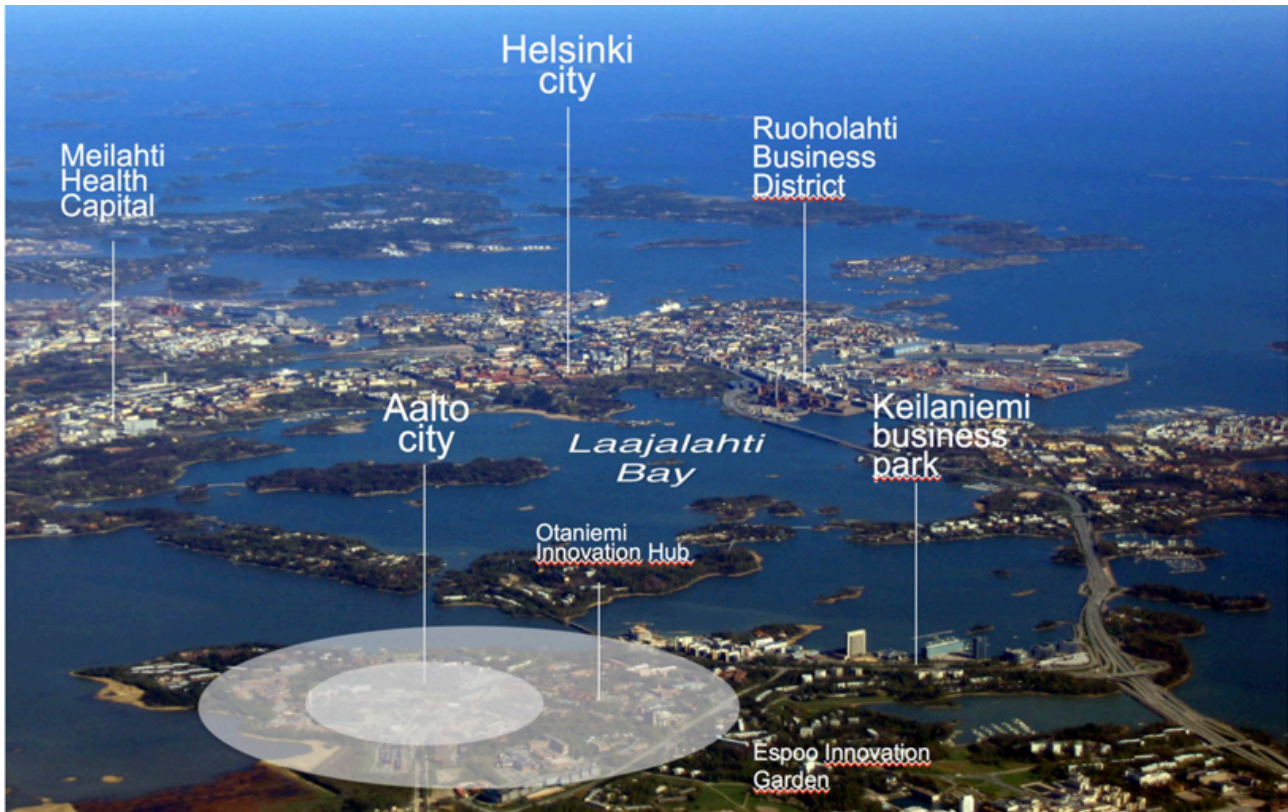 Helsinki
city
Meilahti
Health
Capital
Ruoholahti
Business
District
Aalto
city
Laajalahti
Bay
Keilaniemi
business
park
Otaniemi
Innovation Hub
Espoo Innovation
Garden